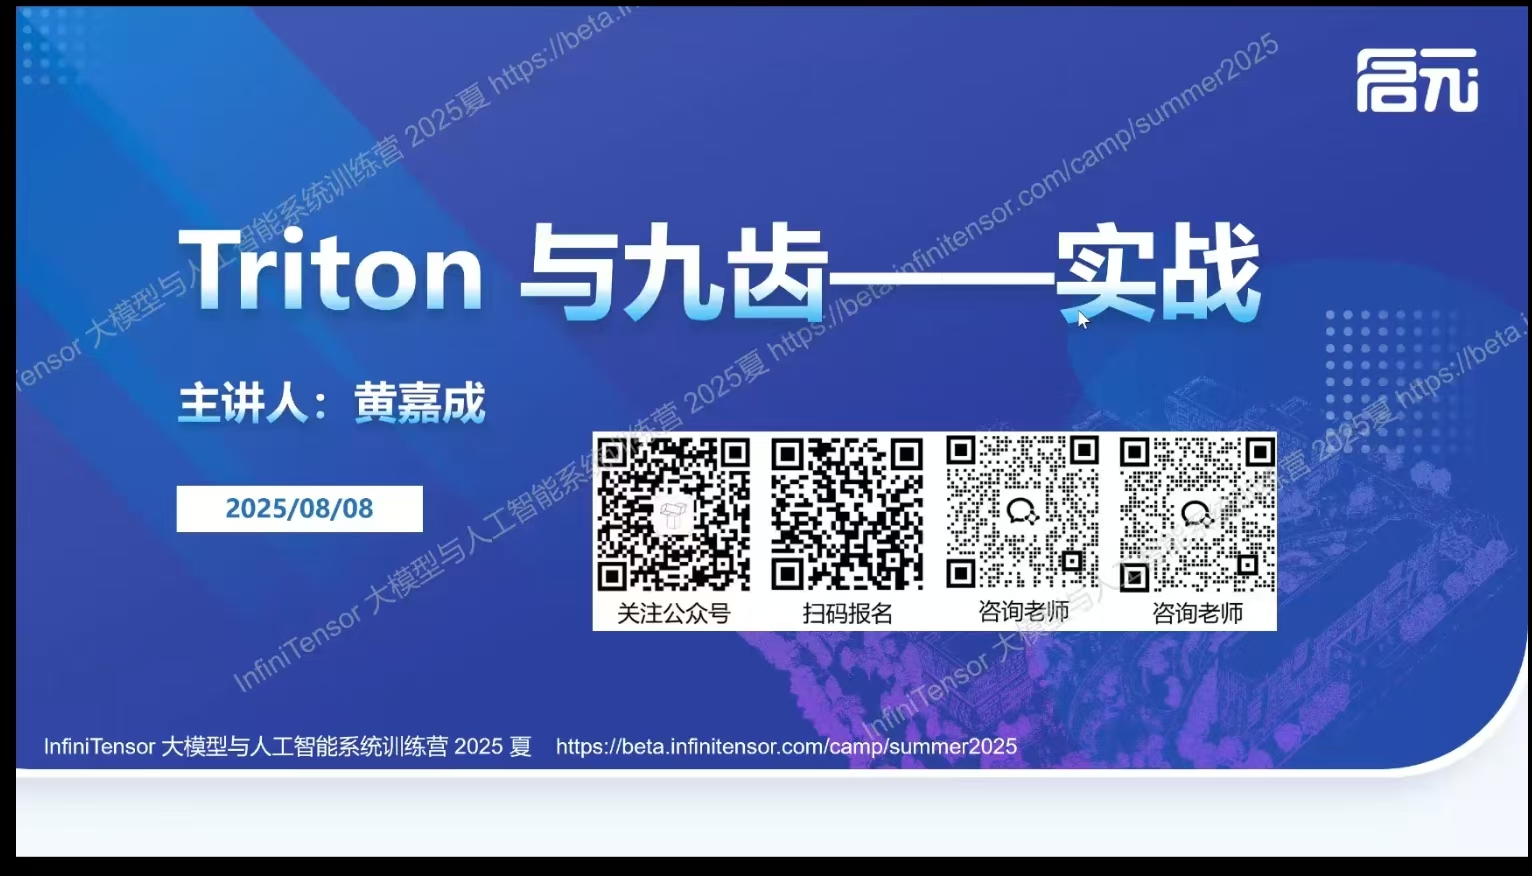 启元
Triton 与九齿——实战
主讲人：黄嘉成
2025/08/08
关注公众号
扫码报名
咨询老师
咨询老师
InfiniTensor 大模型与人工智能系统训练营 2025 夏 https://beta.infinitensor.com/camp/summer2025
InfiniTensor 大模型与人工智能系统训练营 2025夏 https://beta.infinitensor.com/camp/summer2025